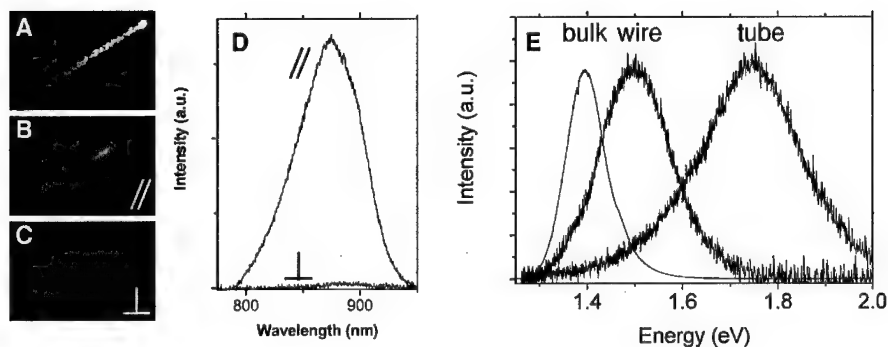 A
B
//
C
⊥
D
//
⊥
Intensity (a.u.)
800 900
Wavelength (nm)
E
bulk wire tube
Intensity (a.u.)
1.4 1.6 1.8 2.0
Energy (eV)